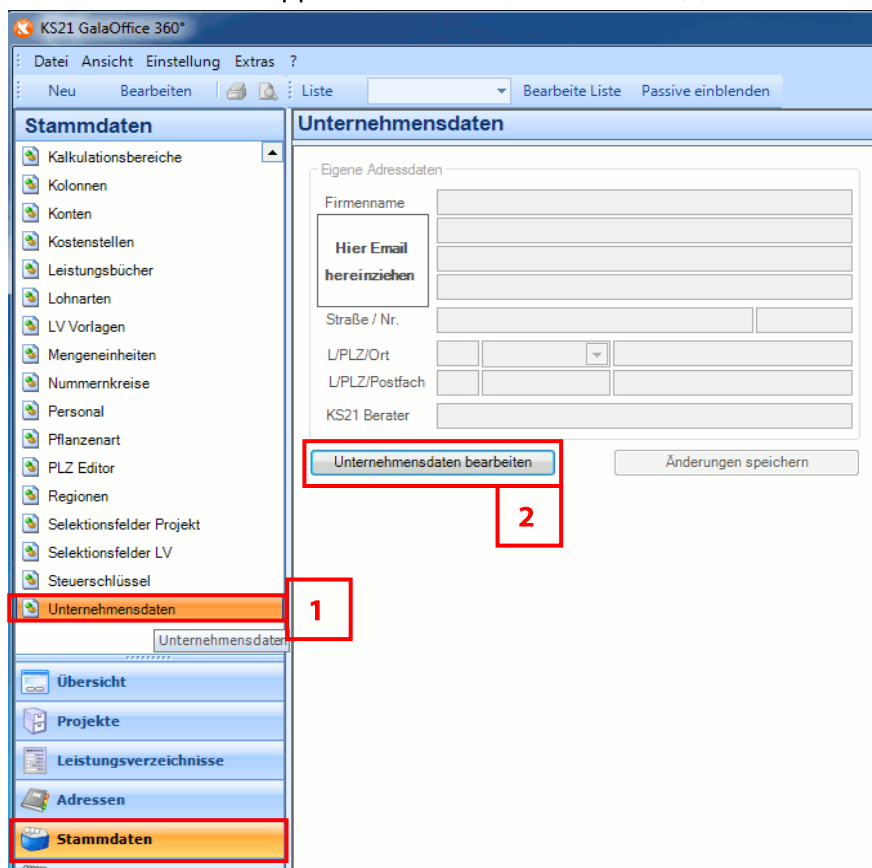 KS21 GalaOffice 360°
Datei Ansicht Einstellung Extras ?
Neu Bearbeiten Liste Bearbeite Liste Passive einblenden
Stammdaten
Kalkulationsbereiche
Kolonnen
Konten
Kostenstellen
Leistungsbücher
Lohnarten
LV Vorlagen
Mengeneinheiten
Nummernkreise
Personal
Pflanzenart
PLZ Editor
Regionen
Selektionsfelder Projekt
Selektionsfelder LV
Steuerschlüssel
Unternehmensdaten
1
Unternehmensdaten
Übersicht
Projekte
Leistungsverzeichnisse
Adressen
Stammdaten
Unternehmensdaten
Eigene Adressdaten
Firmenname
Hier Email
hereinziehen
Straße / Nr.
L/PLZ/Ort
L/PLZ/Postfach
KS21 Berater
Unternehmensdaten bearbeiten Änderungen speichern
2